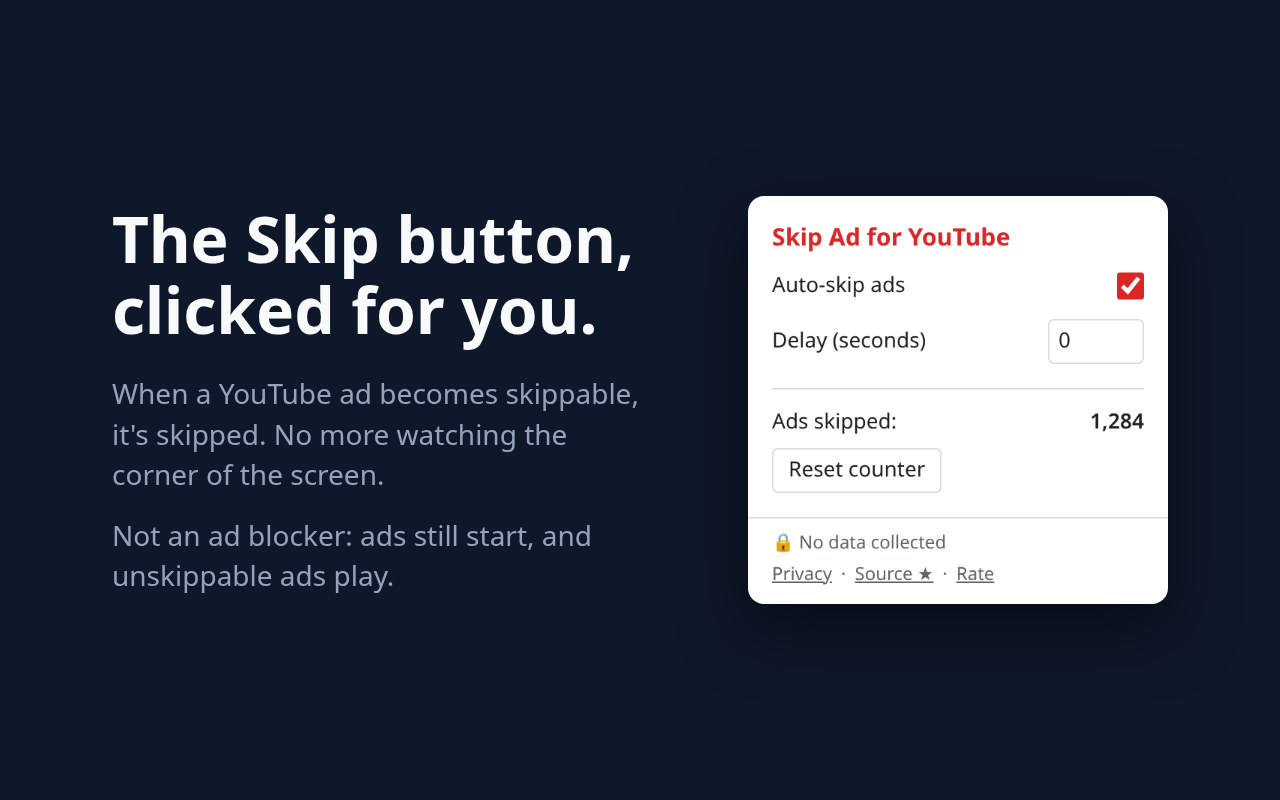 The Skip button,
clicked for you.
When a YouTube ad becomes skippable,
it's skipped. No more watching the
corner of the screen.
Not an ad blocker: ads still start, and
unskippable ads play.
Skip Ad for YouTube
Auto-skip ads
Delay (seconds) 0
Ads skipped: 1,284
Reset counter
🔒 No data collected
Privacy · Source ★ · Rate